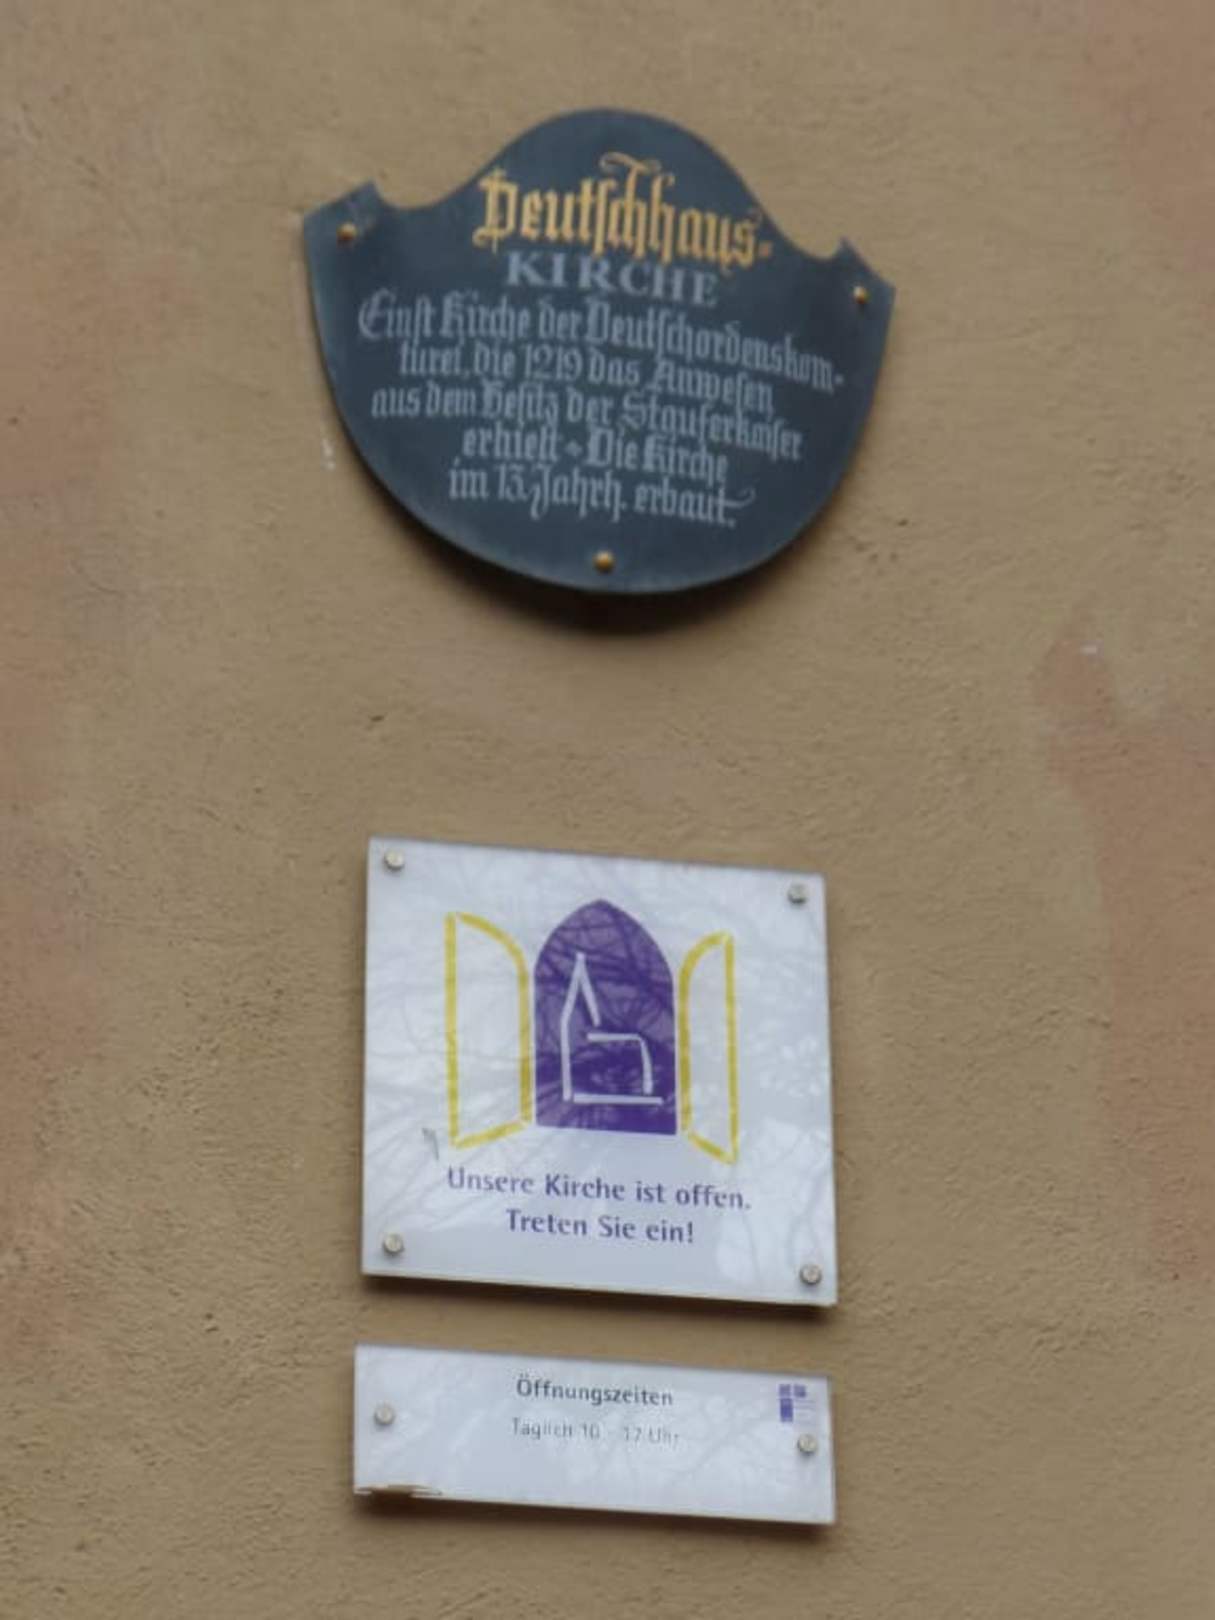 Deutschhaus-
KIRCHE
Einst Kirche der Deutschordenskom-
turei, die 1219 das Anwesen
aus dem Besitz der Stauferkaiser
erhielt - Die Kirche
im 13. Jahrh. erbaut.
Unsere Kirche ist offen.
Treten Sie ein!
Öffnungszeiten
Täglich 10 - 17 Uhr